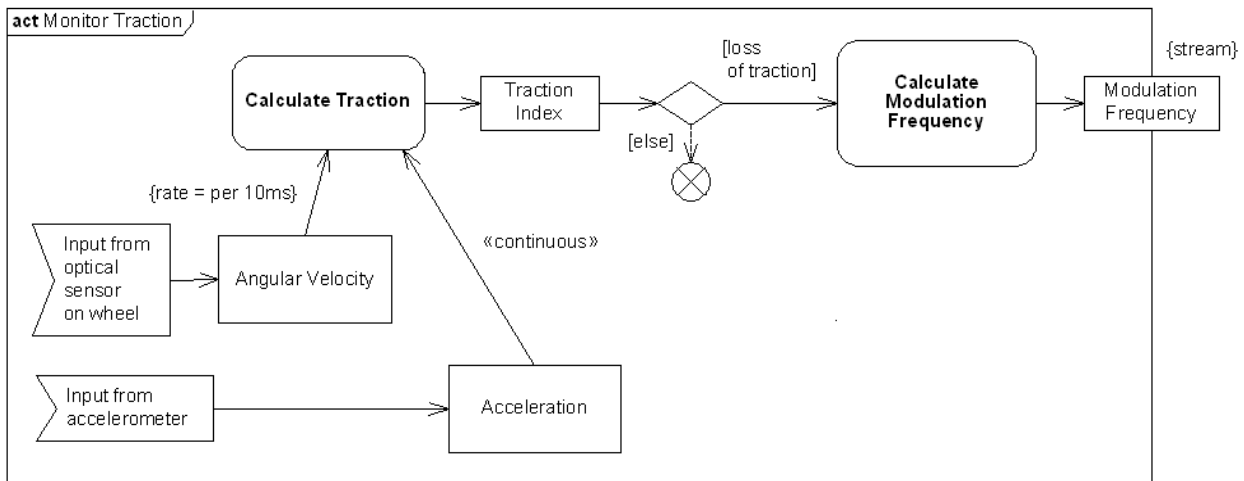 act Monitor Traction
{stream}
[loss
of traction]
Calculate Traction
Traction
Index
Calculate
Modulation
Frequency
Modulation
Frequency
[else]
{rate = per 10ms}
Input from
optical
sensor
on wheel
Angular Velocity
«continuous»
Input from
accelerometer
Acceleration